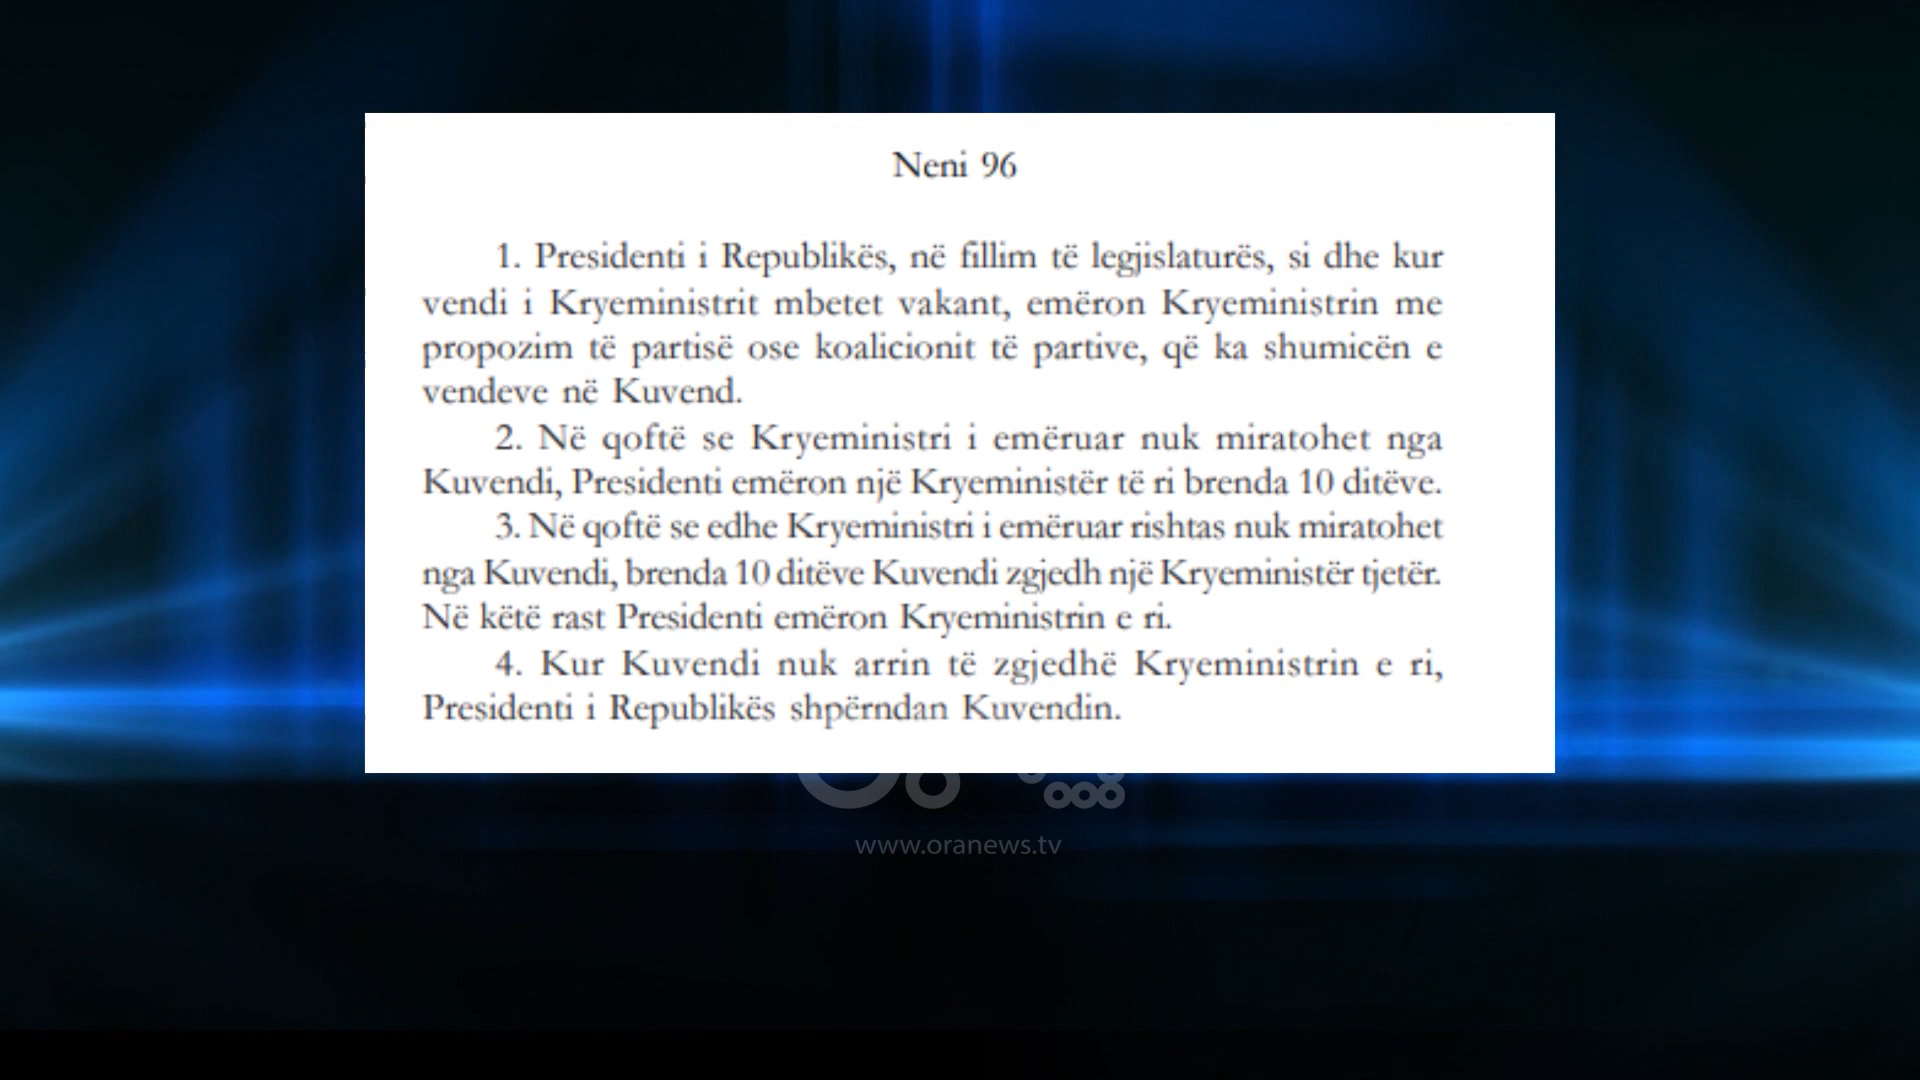 Neni 96
1. Presidenti i Republikës, në fillim të legjislaturës, si dhe kur
vendi i Kryeministrit mbetet vakant, emëron Kryeministrin me
propozim të partisë ose koalicionit të partive, që ka shumicën e
vendeve në Kuvend.
2. Në qoftë se Kryeministri i emëruar nuk miratohet nga
Kuvendi, Presidenti emëron një Kryeministër të ri brenda 10 ditëve.
3. Në qoftë se edhe Kryeministri i emëruar rishtas nuk miratohet
nga Kuvendi, brenda 10 ditëve Kuvendi zgjedh një Kryeministër tjetër.
Në këtë rast Presidenti emëron Kryeministrin e ri.
4. Kur Kuvendi nuk arrin të zgjedhë Kryeministrin e ri,
Presidenti i Republikës shpërndan Kuvendin.
www.oranews.tv